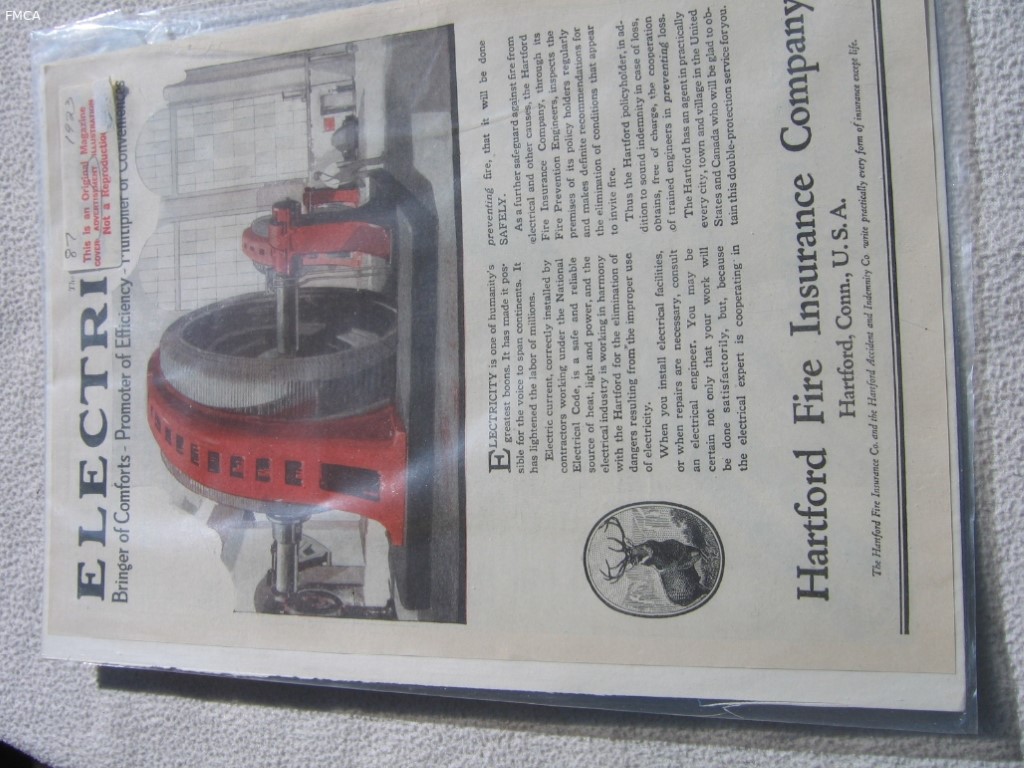 FMCA
87 1923
This is an Original Magazine
COVER ADVERTISEMENT ILLUSTRATION
Not a Reproduction
ELECTRI
Bringer of Comforts - Promoter of Efficiency - Multiplier of Conveniences
ELECTRICITY is one of humanity's
greatest boons. It has made it pos-
sible for the voice to span continents. It
has lightened the labor of millions.
Electric current, correctly installed by
contractors working under the National
Electrical Code, is a safe and reliable
source of heat, light and power, and the
electrical industry is working in harmony
with the Hartford for the elimination of
dangers resulting from the improper use
of electricity.
When you install electrical facilities,
or when repairs are necessary, consult
an electrical engineer. You may be
certain not only that your work will
be done satisfactorily, but, because
the electrical expert is cooperating in
preventing fire, that it will be done
SAFELY.
As a further safeguard against fire from
electrical and other causes, the Hartford
Fire Insurance Company, through its
Fire Prevention Engineers, inspects the
premises of its policy holders regularly
and makes definite recommendations for
the elimination of conditions that appear
to invite fire.
Thus the Hartford policyholder, in ad-
dition to sound indemnity in case of loss,
obtains, free of charge, the cooperation
of trained engineers in preventing loss.
The Hartford has an agent in practically
every city, town and village in the United
States and Canada who will be glad to ob-
tain this double-protection service for you.
Hartford Fire Insurance Company
Hartford, Conn., U. S. A.
The Hartford Fire Insurance Co. and the Hartford Accident and Indemnity Co. write practically every form of insurance except life.